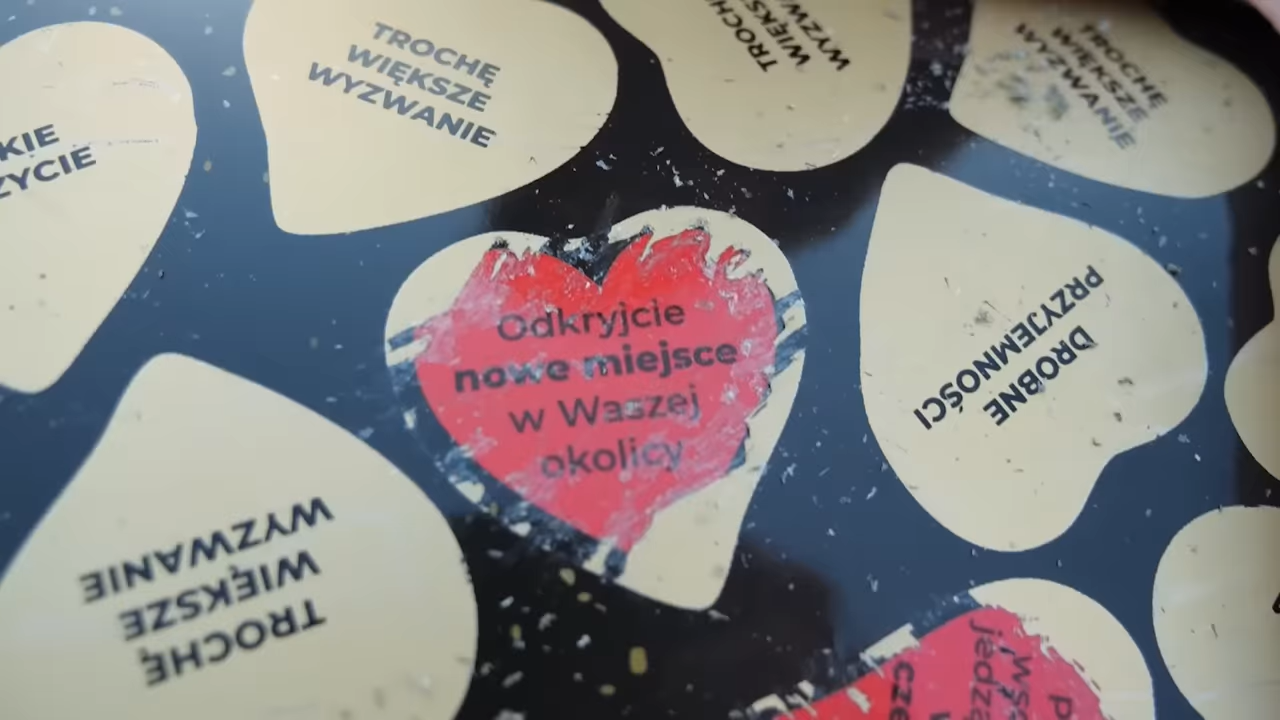 TROCHĘ
WIĘKSZE
WYZWANIE
TROCHĘ
WIĘKSZE
WYZWANIE
TROCHĘ
WIĘKSZE
WYZWANIE
KIE
ŻYCIE
Odkryjcie
nowe miejsce
w Waszej
okolicy
DROBNE
PRZYJEMNOŚCI
TROCHĘ
WIĘKSZE
WYZWANIE